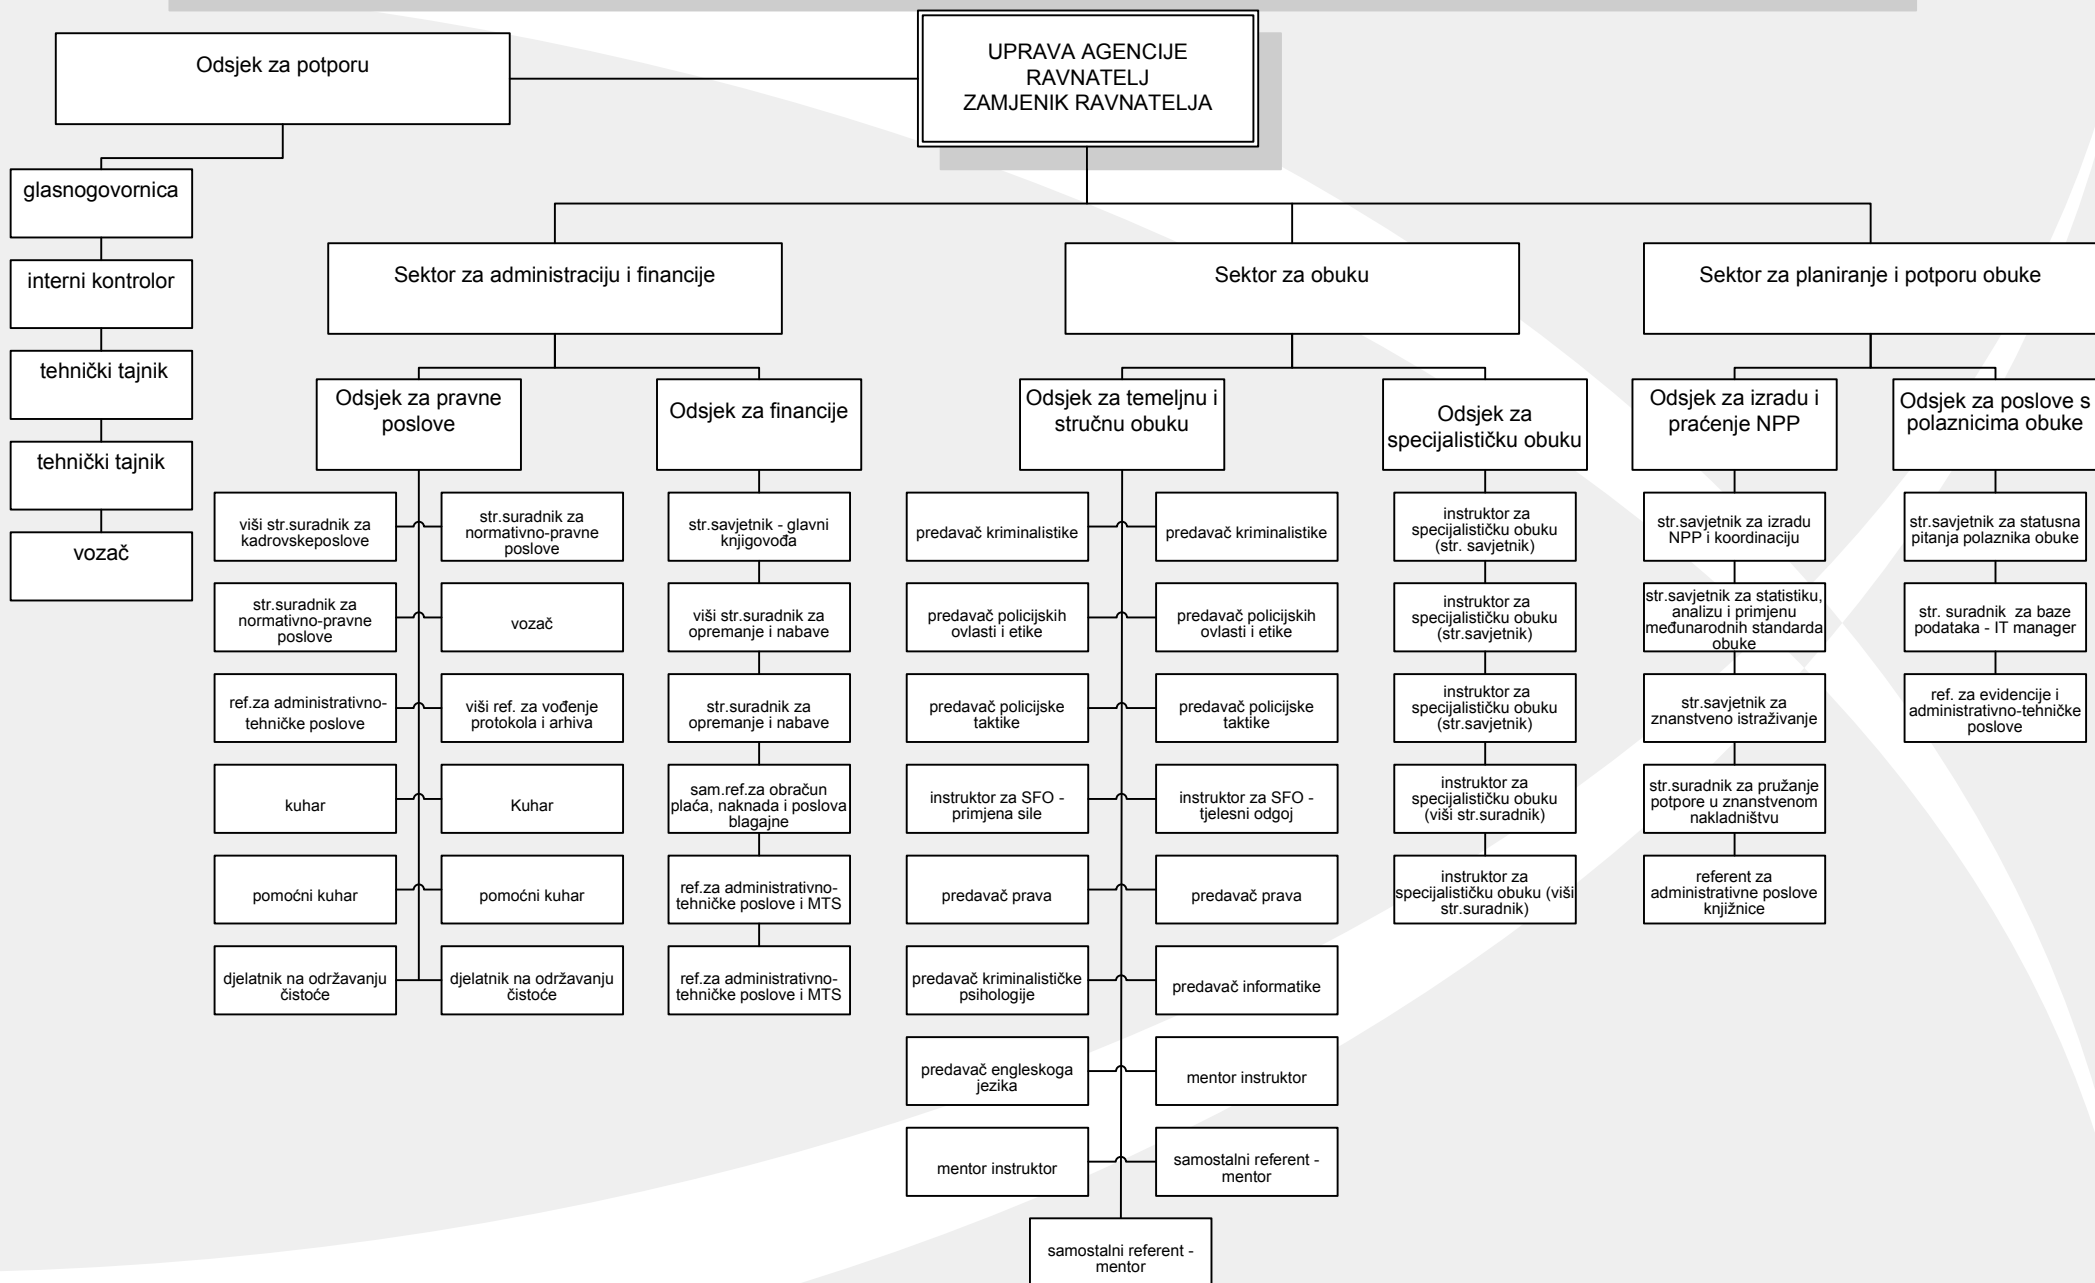 UPRAVA AGENCIJE
RAVNATELJ
ZAMJENIK RAVNATELJA
Odsjek za potporu
glasnogovornica
interni kontrolor
tehnički tajnik
tehnički tajnik
vozač
Sektor za administraciju i financije
Sektor za obuku
Sektor za planiranje i potporu obuke
Odsjek za pravne
poslove
viši str.suradnik za
kadrovskeposlove
str.suradnik za
normativno-pravne
poslove
str.suradnik za
normativno-pravne
poslove
vozač
ref.za administrativno-
tehničke poslove
viši ref. za vođenje
protokola i arhiva
kuhar
Kuhar
pomoćni kuhar
pomoćni kuhar
djelatnik na održavanju
čistoće
djelatnik na održavanju
čistoće
Odsjek za financije
str.savjetnik - glavni
knjigovođa
viši str.suradnik za
opremanje i nabave
str.suradnik za
opremanje i nabave
sam.ref.za obračun
plaća, naknada i poslova
blagajne
ref.za administrativno-
tehničke poslove i MTS
ref.za administrativno-
tehničke poslove i MTS
Odsjek za temeljnu i
stručnu obuku
predavač kriminalistike
predavač kriminalistike
predavač policijskih
ovlasti i etike
predavač policijskih
ovlasti i etike
predavač policijske
taktike
predavač policijske
taktike
instruktor za SFO -
primjena sile
instruktor za SFO -
tjelesni odgoj
predavač prava
predavač prava
predavač kriminalističke
psihologije
predavač informatike
predavač engleskoga
jezika
mentor instruktor
mentor instruktor
samostalni referent -
mentor
samostalni referent -
mentor
Odsjek za
specijalističku obuku
instruktor za
specijalističku obuku
(str. savjetnik)
instruktor za
specijalističku obuku
(str.savjetnik)
instruktor za
specijalističku obuku
(str.savjetnik)
instruktor za
specijalističku obuku
(viši str.suradnik)
instruktor za
specijalističku obuku (viši
str.suradnik)
Odsjek za izradu i
praćenje NPP
str.savjetnik za izradu
NPP i koordinaciju
str.savjetnik za statistiku,
analizu i primjenu
međunarodnih standarda
obuke
str.savjetnik za
znanstveno istraživanje
str.suradnik za pružanje
potpore u znanstvenom
nakladništvu
referent za
administrativne poslove
knjižnice
Odsjek za poslove s
polaznicima obuke
str.savjetnik za statusna
pitanja polaznika obuke
str. suradnik za baze
podataka - IT manager
ref. za evidencije i
administrativno-tehničke
poslove